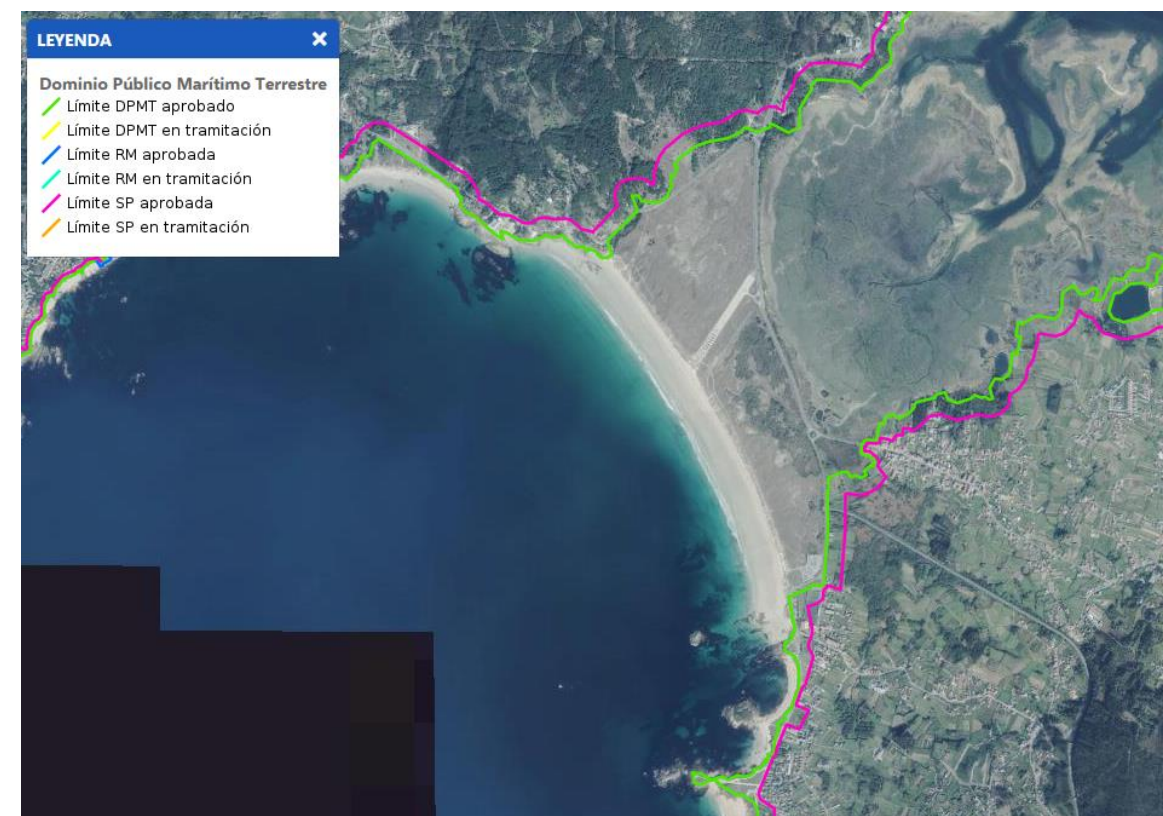 LEYENDA
Dominio Público Marítimo Terrestre
Límite DPMT aprobado
Límite DPMT en tramitación
Límite RM aprobada
Límite RM en tramitación
Límite SP aprobada
Límite SP en tramitación